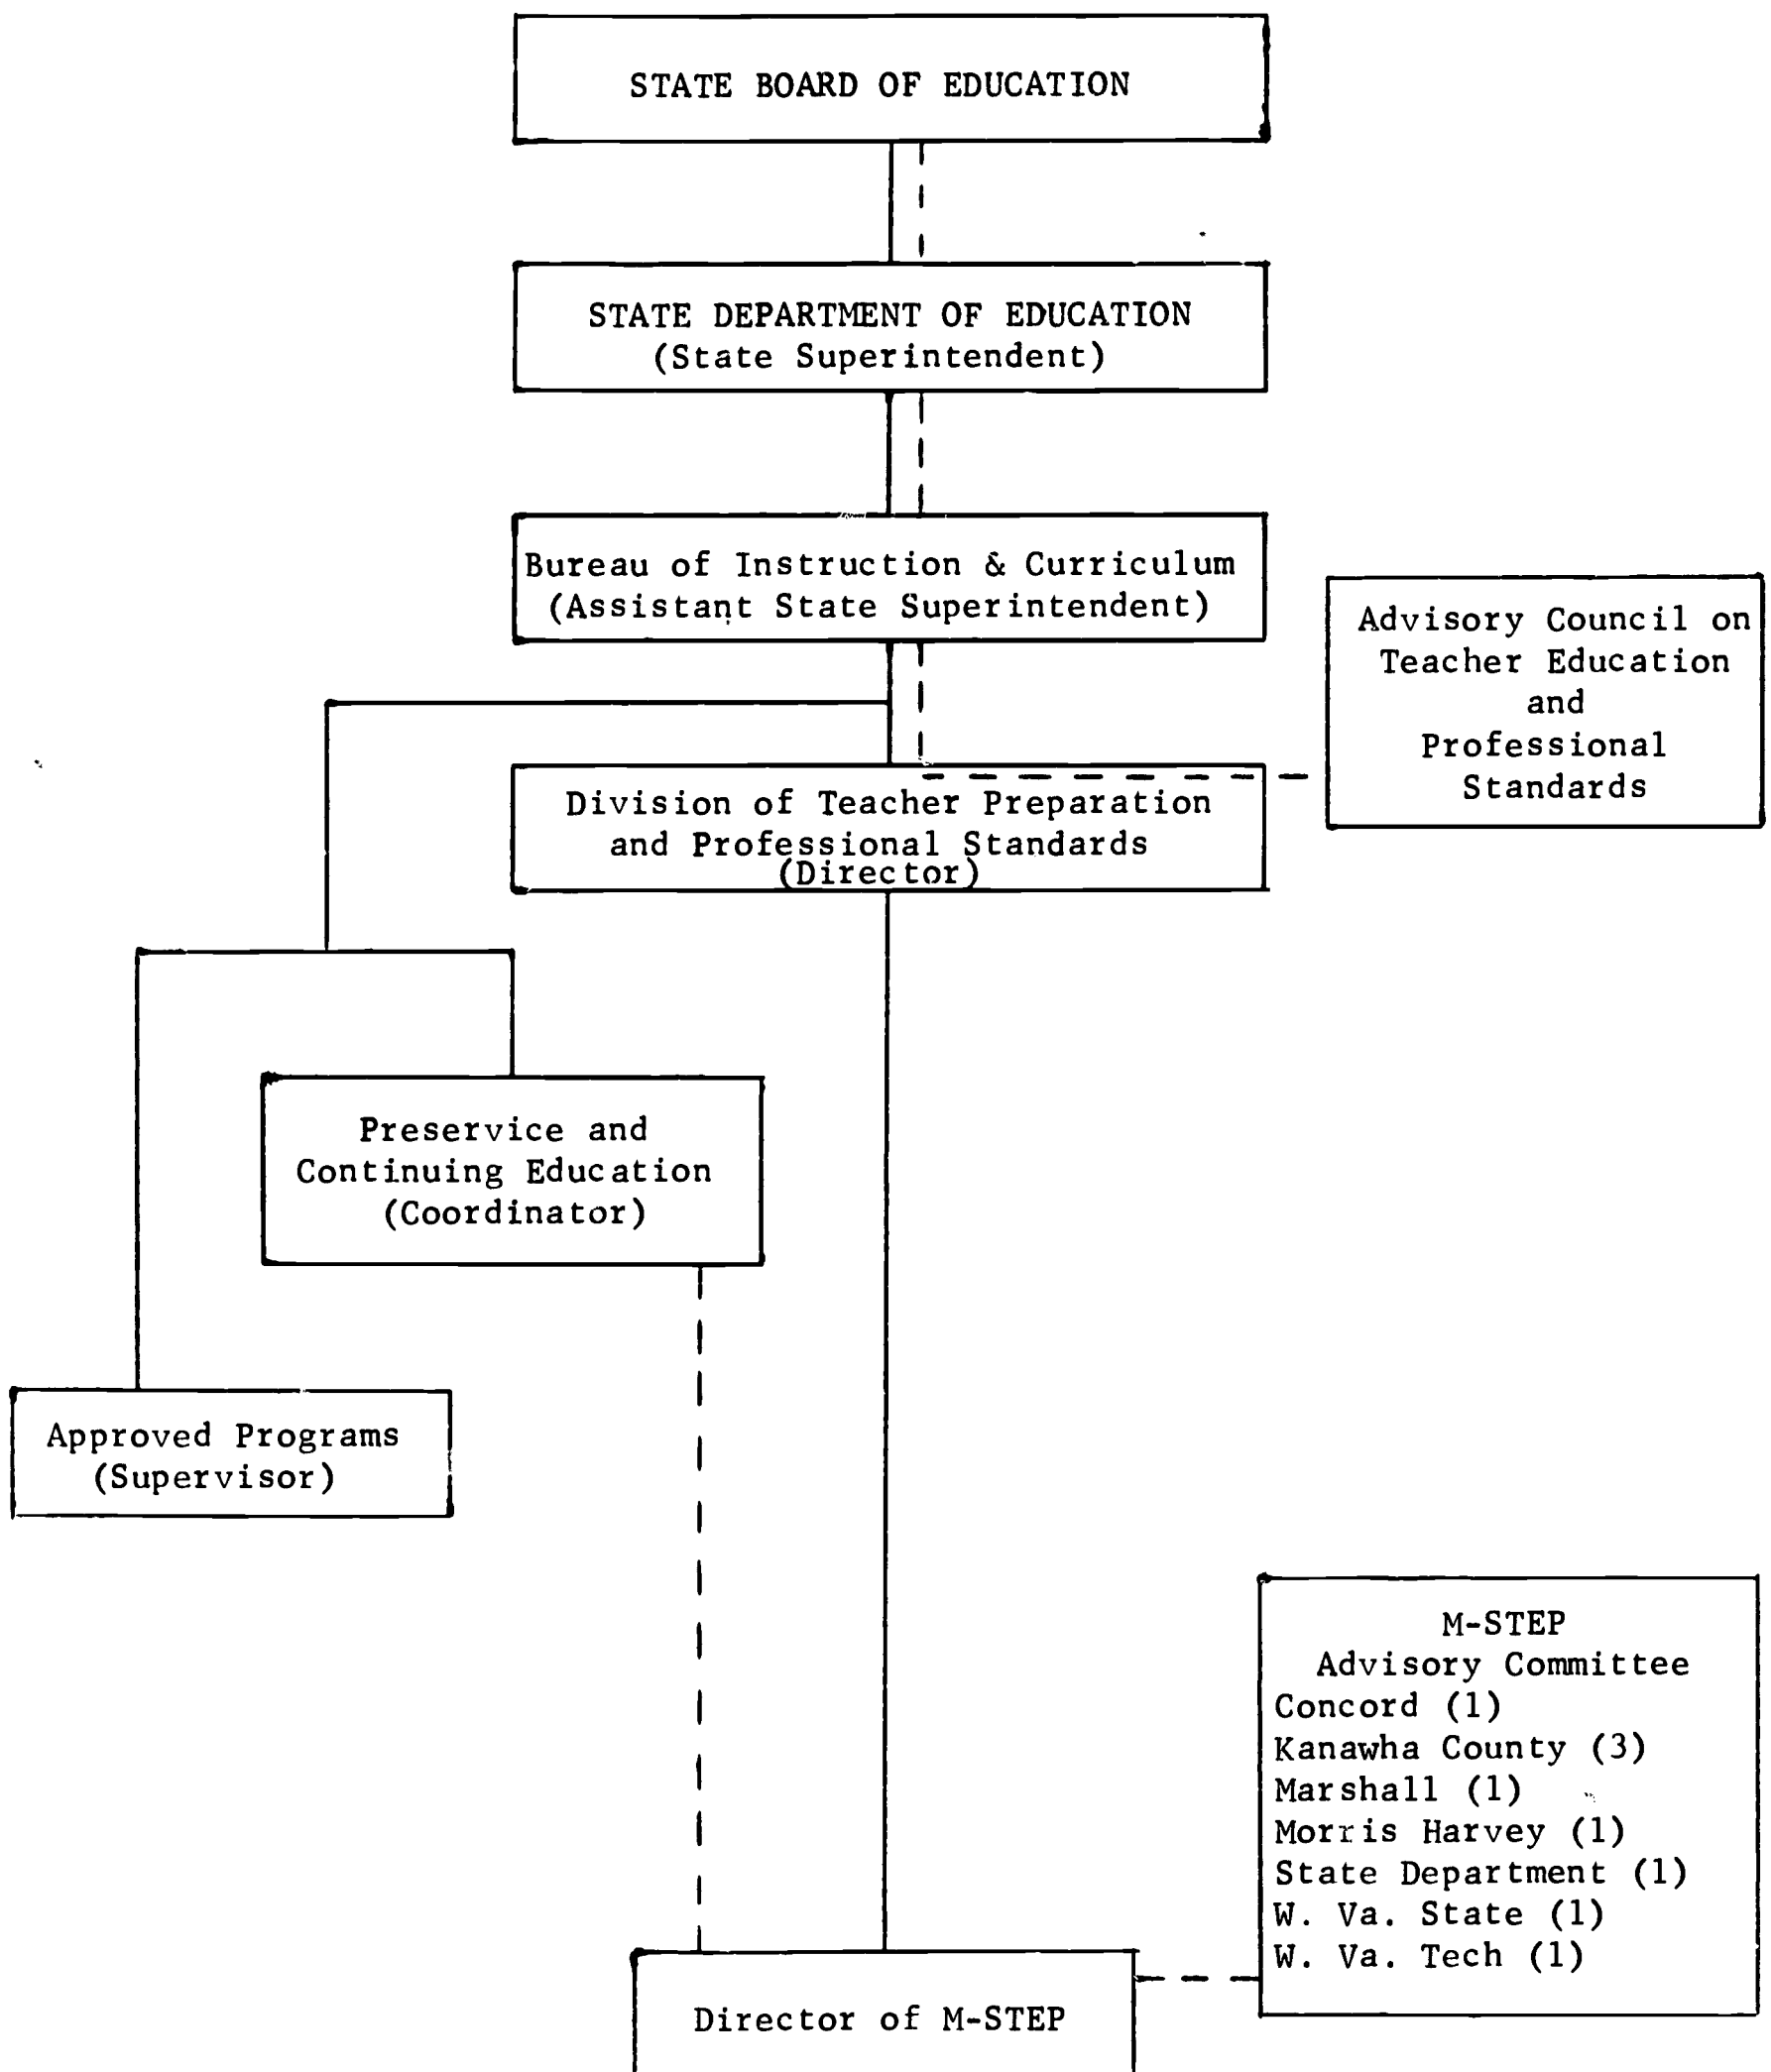 STATE BOARD OF EDUCATION
STATE DEPARTMENT OF EDUCATION
(State Superintendent)
Bureau of Instruction & Curriculum
(Assistant State Superintendent)
Advisory Council on
Teacher Education
and
Professional
Standards
Division of Teacher Preparation
and Professional Standards
(Director)
Preservice and
Continuing Education
(Coordinator)
Approved Programs
(Supervisor)
M-STEP
Advisory Committee
Concord (1)
Kanawha County (3)
Marshall (1)
Morris Harvey (1)
State Department (1)
W. Va. State (1)
W. Va. Tech (1)
Director of M-STEP